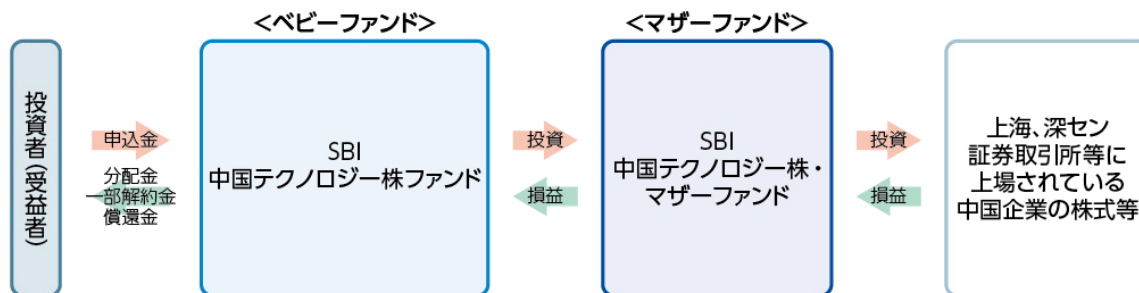 <ベビーファンド>
<マザーファンド>
投資者(受益者)
申込金
分配金
一部解約金
償還金
SBI
中国テクノロジー株ファンド
投資
損益
SBI
中国テクノロジー株・
マザーファンド
投資
損益
上海、深セン
証券取引所等に
上場されている
中国企業の株式等